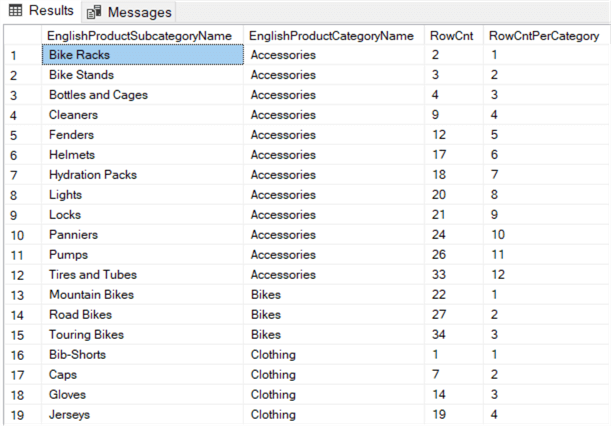 Results Messages
EnglishProductSubcategoryName EnglishProductCategoryName RowCnt RowCntPerCategory
1 Bike Racks Accessories 2 1
2 Bike Stands Accessories 3 2
3 Bottles and Cages Accessories 4 3
4 Cleaners Accessories 9 4
5 Fenders Accessories 12 5
6 Helmets Accessories 17 6
7 Hydration Packs Accessories 18 7
8 Lights Accessories 20 8
9 Locks Accessories 21 9
10 Panniers Accessories 24 10
11 Pumps Accessories 26 11
12 Tires and Tubes Accessories 33 12
13 Mountain Bikes Bikes 22 1
14 Road Bikes Bikes 27 2
15 Touring Bikes Bikes 34 3
16 Bib-Shorts Clothing 1 1
17 Caps Clothing 7 2
18 Gloves Clothing 14 3
19 Jerseys Clothing 19 4